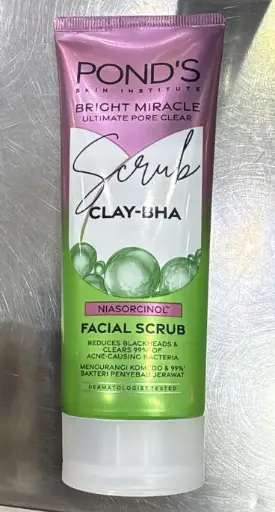 POND'S
SKIN INSTITUTE
BRIGHT MIRACLE
ULTIMATE PORE CLEAR
Scrub
CLAY-BHA
NIASORCINOL™
FACIAL SCRUB
REDUCES BLACKHEADS &
CLEARS 99%* OF
ACNE-CAUSING BACTERIA
MENGURANGI KOMEDO & 99%*
BAKTERI PENYEBAB JERAWAT
DERMATOLOGIST TESTED